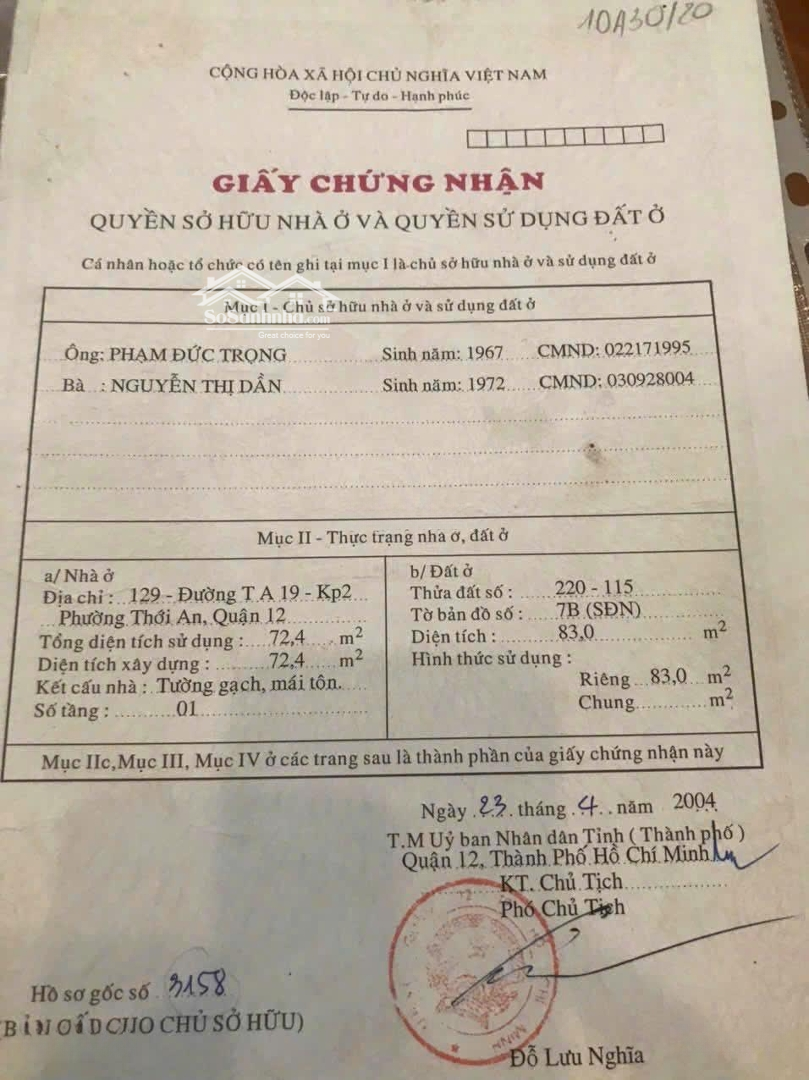 10A30/20
CỘNG HÒA XÃ HỘI CHỦ NGHĨA VIỆT NAM
Độc lập - Tự do - Hạnh phúc
GIẤY CHỨNG NHẬN
QUYỀN SỞ HỮU NHÀ Ở VÀ QUYỀN SỬ DỤNG ĐẤT Ở
Cá nhân hoặc tổ chức có tên ghi tại mục I là chủ sở hữu nhà ở và sử dụng đất ở
Mục I - Chủ sở hữu nhà ở và sử dụng đất ở
SoSanhnha.com
Great choice for you
Ông: PHẠM ĐỨC TRỌNG Sinh năm: 1967 CMND: 022171995
Bà : NGUYỄN THỊ DẦN Sinh năm: 1972 CMND: 030928004
Mục II - Thực trạng nha ơ, đất ở
a/ Nhà ở
Địa chỉ : 129 - Đường T A 19 - Kp2
Phường Thới An, Quận 12
Tổng diện tích sử dụng : 72,4 m2
Diện tích xây dựng : 72,4 m2
Kết cấu nhà : Tường gạch, mái tôn.
Số tầng : 01
b/ Đất ở
Thửa đất số : 220 - 115
Tờ bản đồ số : 7B (SĐN)
Diện tích : 83,0 m2
Hình thức sử dụng :
Riêng 83,0 m2
Chung m2
Mục IIc, Mục III, Mục IV ở các trang sau là thành phần của giấy chứng nhận này
Ngày 23 tháng 4 năm 2004
T.M Uỷ ban Nhân dân Tỉnh ( Thành phố )
Quận 12, Thành Phố Hồ Chí Minh
KT. Chủ Tịch
Phó Chủ Tịch
Hồ sơ gốc số 3158
CHO CHỦ SỞ HỮU)
Đỗ Lưu Nghĩa